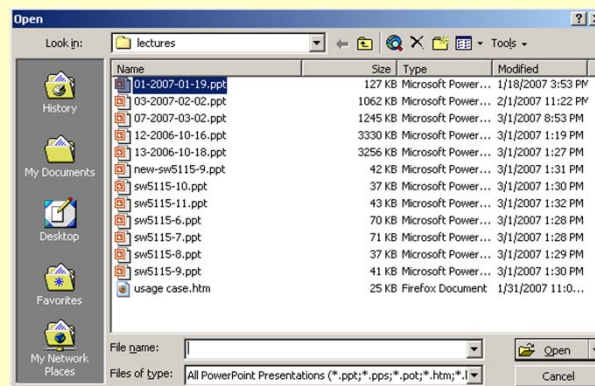 Open
Look in: lectures Tools
Name Size Type Modified
01-2007-01-19.ppt 127 KB Microsoft Power... 1/18/2007 3:53 PM
03-2007-02-02.ppt 1062 KB Microsoft Power... 2/1/2007 11:22 PM
07-2007-03-02.ppt 1245 KB Microsoft Power... 3/1/2007 8:53 PM
12-2006-10-16.ppt 3330 KB Microsoft Power... 3/1/2007 1:19 PM
13-2006-10-18.ppt 3256 KB Microsoft Power... 3/1/2007 1:27 PM
new-sw5115-9.ppt 42 KB Microsoft Power... 3/1/2007 1:31 PM
sw5115-10.ppt 37 KB Microsoft Power... 3/1/2007 1:30 PM
sw5115-11.ppt 43 KB Microsoft Power... 3/1/2007 1:32 PM
sw5115-6.ppt 70 KB Microsoft Power... 3/1/2007 1:28 PM
sw5115-7.ppt 71 KB Microsoft Power... 3/1/2007 1:28 PM
sw5115-8.ppt 37 KB Microsoft Power... 3/1/2007 1:29 PM
sw5115-9.ppt 41 KB Microsoft Power... 3/1/2007 1:30 PM
usage case.htm 25 KB Firefox Document 1/31/2007 11:0...
History
My Documents
Desktop
Favorites
My Network
Places
File name: Open
Files of type: All PowerPoint Presentations (*.ppt;*.pps;*.pot;*.htm;*. Cancel